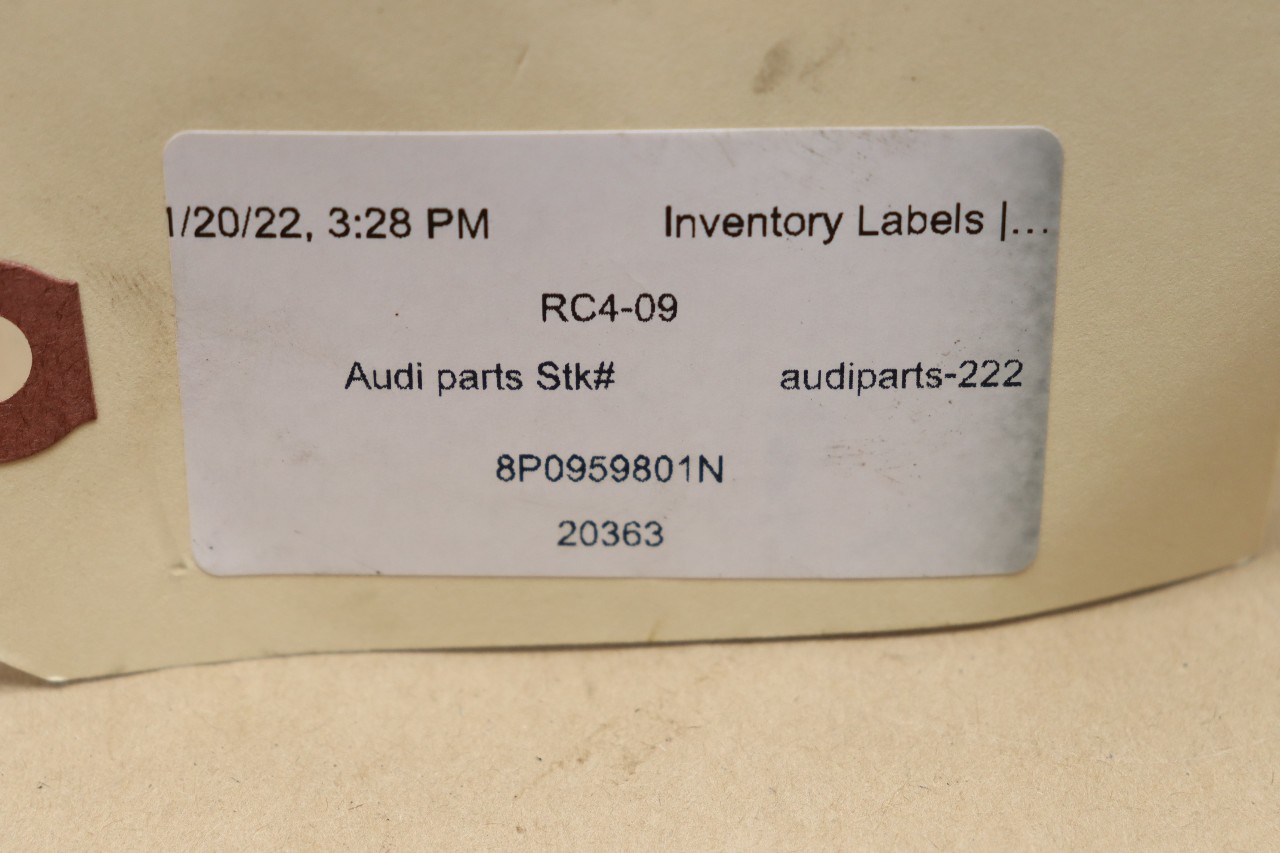 1/20/22, 3:28 PM Inventory Labels |...
RC4-09
Audi parts Stk# audiparts-222
8P0959801N
20363